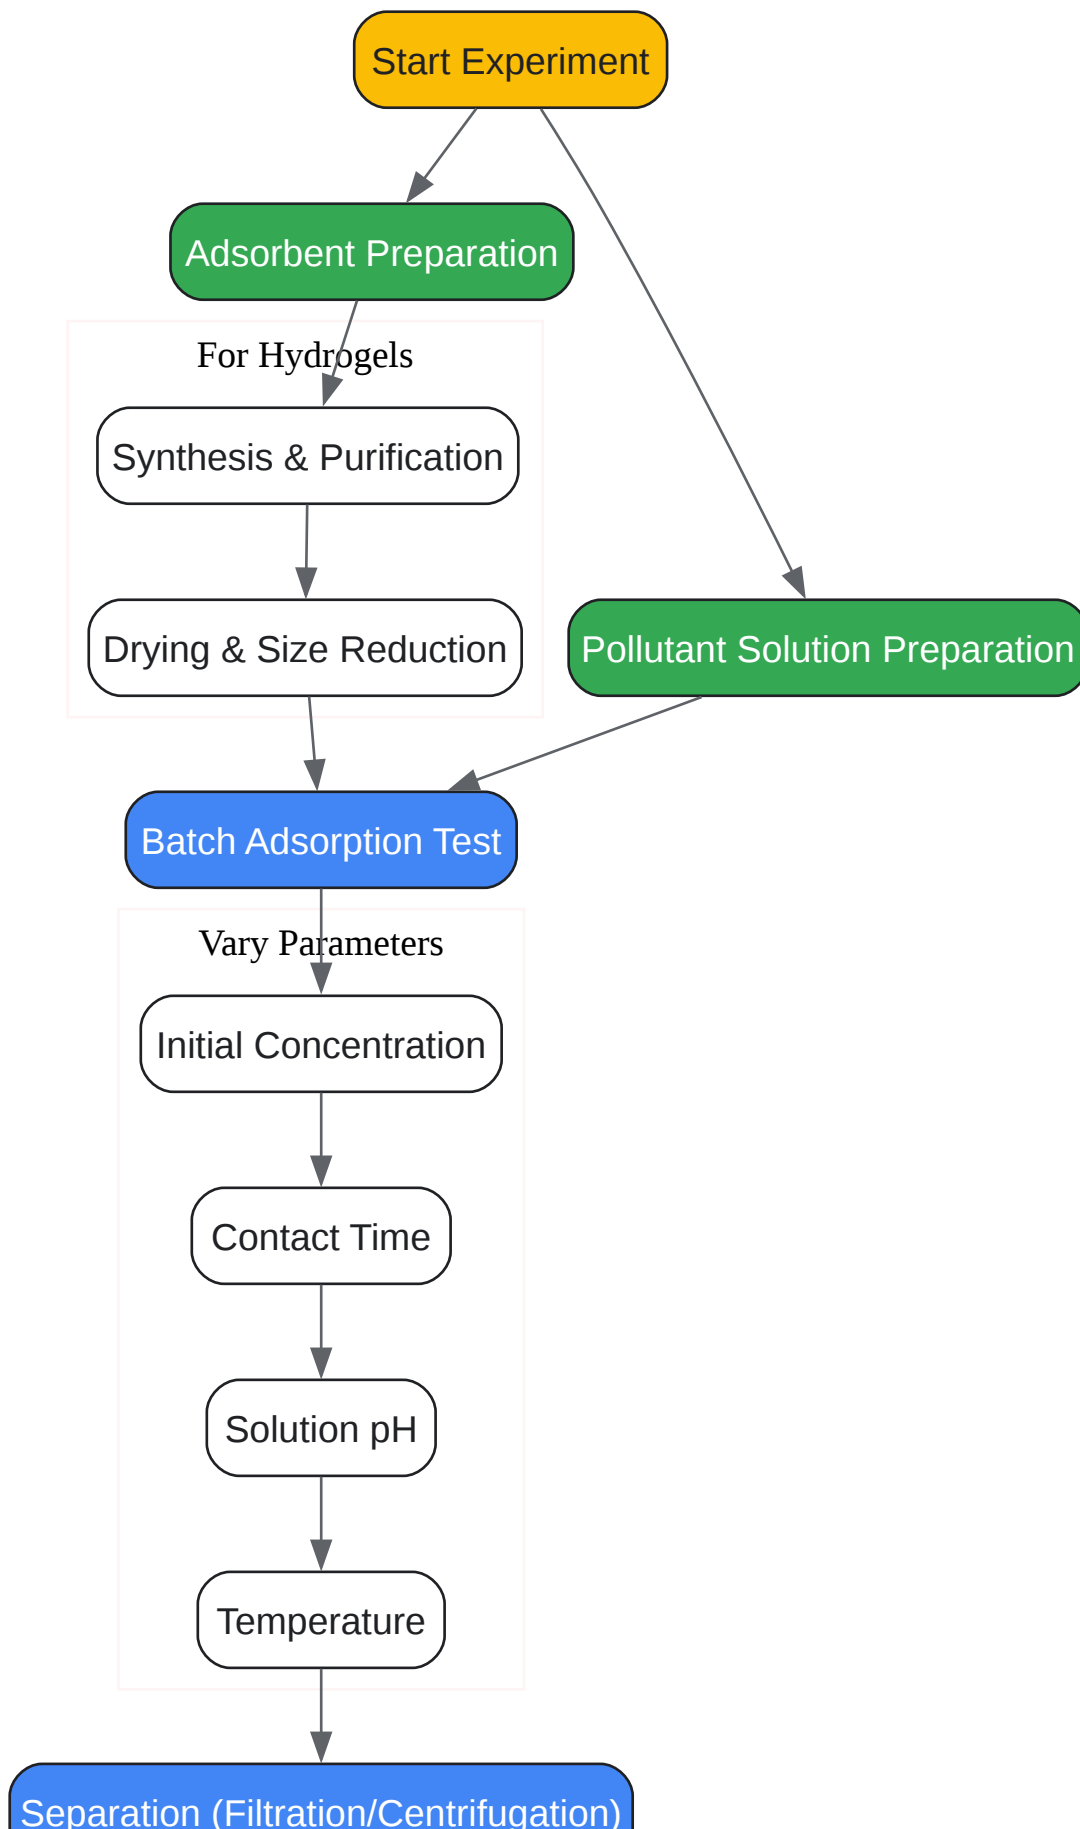 Start Experiment
Adsorbent Preparation
For Hydrogels
Synthesis & Purification
Drying & Size Reduction
Pollutant Solution Preparation
Batch Adsorption Test
Vary Parameters
Initial Concentration
Contact Time
Solution pH
Temperature
Separation (Filtration/Centrifugation)